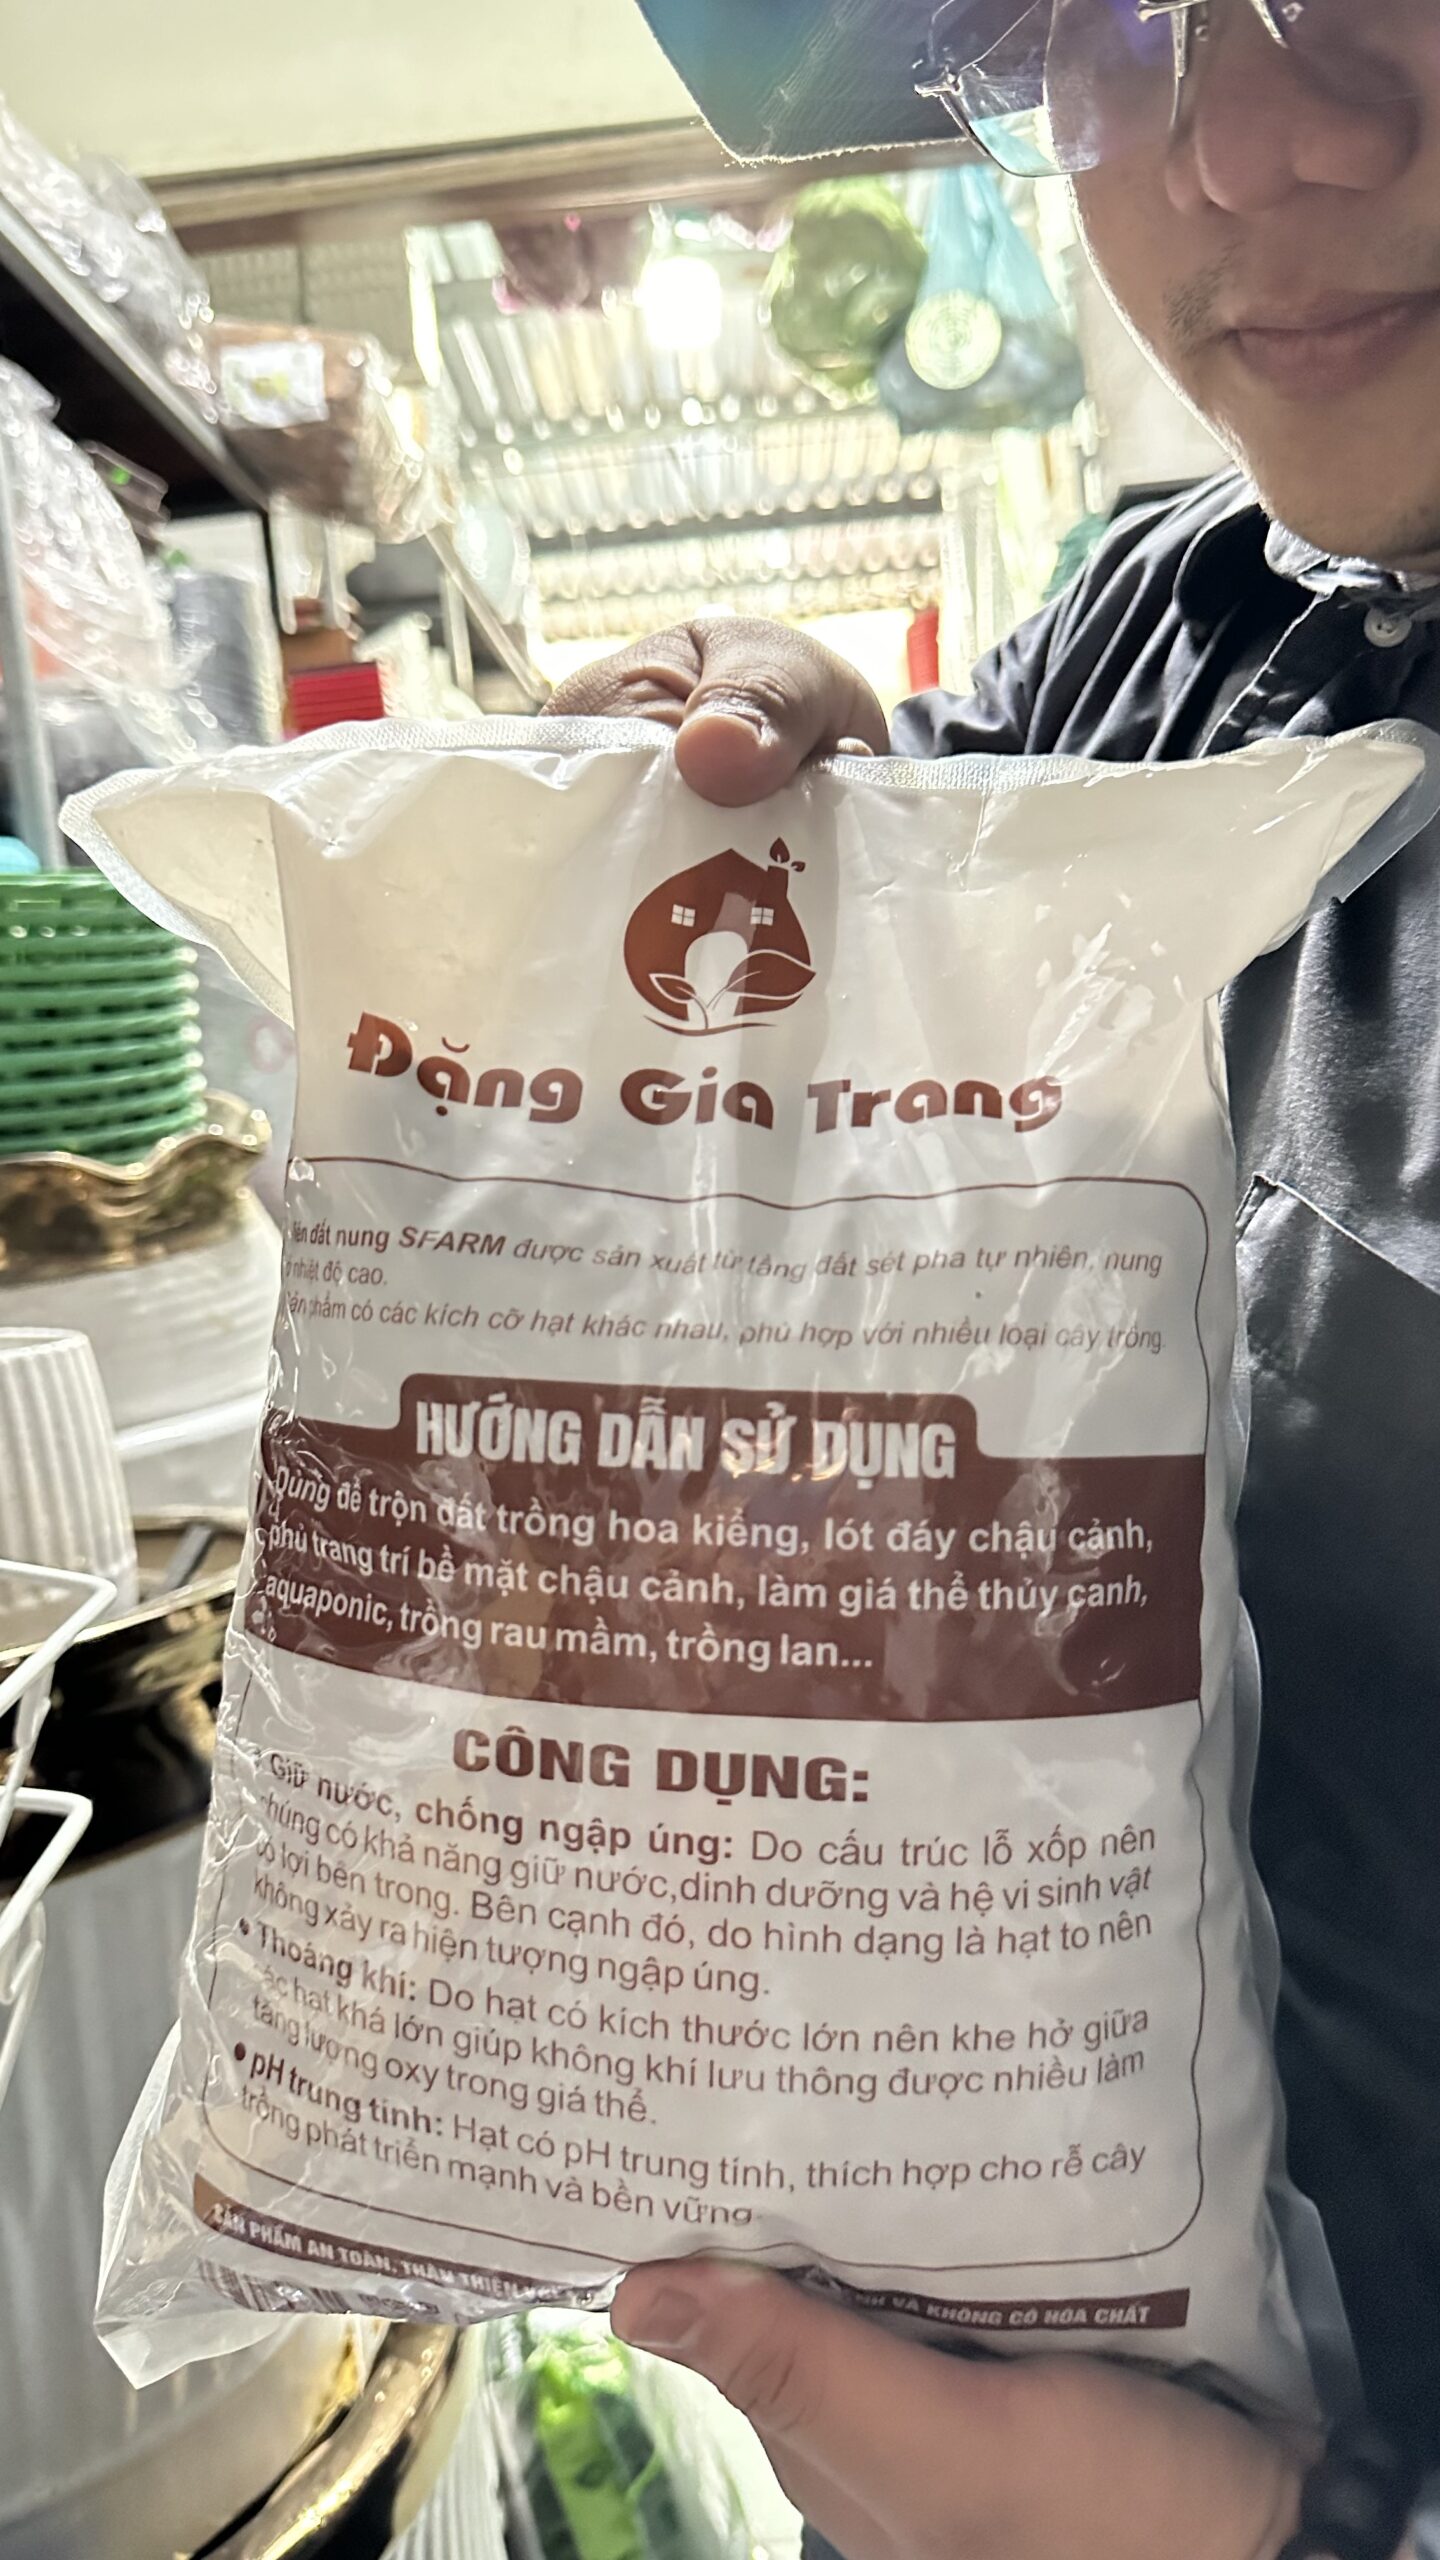 Đặng Gia Trang
đất nung SFARM được sản xuất từ tầng đất sét pha tự nhiên, nung
nhiệt độ cao.
phẩm có các kích cỡ hạt khác nhau, phù hợp với nhiều loại cây trồng.
HƯỚNG DẪN SỬ DỤNG
Dùng để trộn đất trồng hoa kiểng, lót đáy chậu cảnh,
phủ trang trí bề mặt chậu cảnh, làm giá thể thủy canh,
aquaponic, trồng rau mầm, trồng lan...
CÔNG DỤNG:
Giữ nước, chống ngập úng: Do cấu trúc lỗ xốp nên
chúng có khả năng giữ nước,dinh dưỡng và hệ vi sinh vật
có lợi bên trong. Bên cạnh đó, do hình dạng là hạt to nên
không xảy ra hiện tượng ngập úng.
• Thoáng khí: Do hạt có kích thước lớn nên khe hở giữa
các hạt khá lớn giúp không khí lưu thông được nhiều làm
tăng lượng oxy trong giá thể.
• pH trung tính: Hạt có pH trung tính, thích hợp cho rễ cây
trồng phát triển mạnh và bền vững.
SẢN PHẨM AN TOÀN, THÂN THIỆN VÀ KHÔNG CÓ HÓA CHẤT